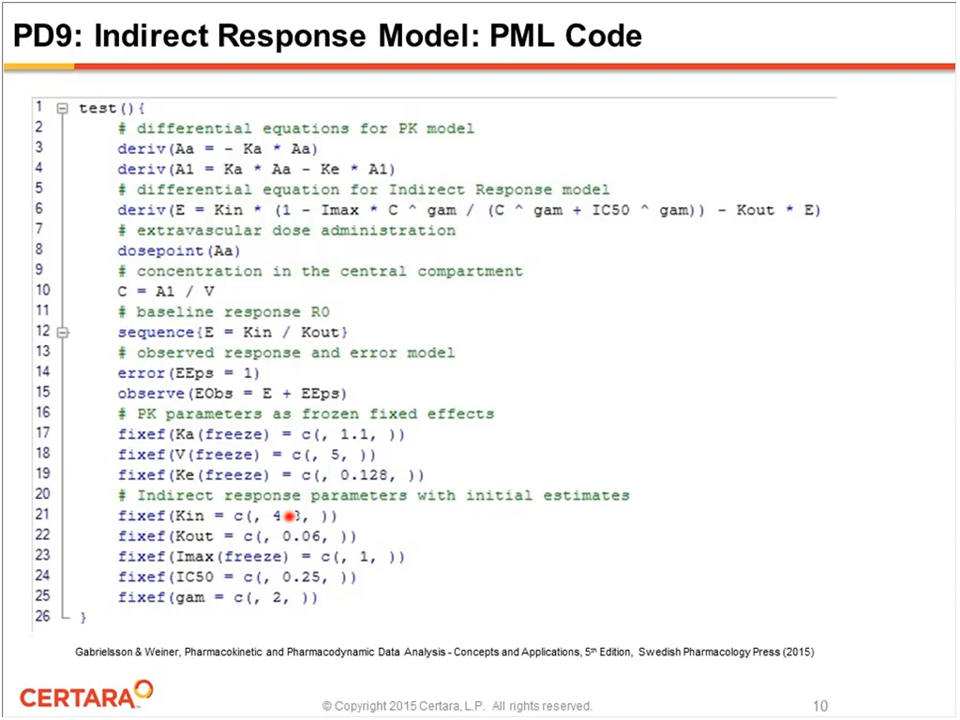 PD9: Indirect Response Model: PML Code
1 test(){
2 # differential equations for PK model
3 deriv(Aa = - Ka * Aa)
4 deriv(A1 = Ka * Aa - Ke * A1)
5 # differential equation for Indirect Response model
6 deriv(E = Kin * (1 - Imax * C ^ gam / (C ^ gam + IC50 ^ gam)) - Kout * E)
7 # extravascular dose administration
8 dosepoint(Aa)
9 # concentration in the central compartment
10 C = A1 / V
11 # baseline response R0
12 sequence{E = Kin / Kout}
13 # observed response and error model
14 error(EEps = 1)
15 observe(EObs = E + EEps)
16 # PK parameters as frozen fixed effects
17 fixef(Ka(freeze) = c(, 1.1, ))
18 fixef(V(freeze) = c(, 5, ))
19 fixef(Ke(freeze) = c(, 0.128, ))
20 # Indirect response parameters with initial estimates
21 fixef(Kin = c(, , ))
22 fixef(Kout = c(, 0.06, ))
23 fixef(Imax(freeze) = c(, 1, ))
24 fixef(IC50 = c(, 0.25, ))
25 fixef(gam = c(, 2, ))
26 }
Gabrielsson & Weiner, Pharmacokinetic and Pharmacodynamic Data Analysis - Concepts and Applications, 5th Edition, Swedish Pharmacology Press (2015)
CERTARA
© Copyright 2015 Certara, L.P. All rights reserved.
10